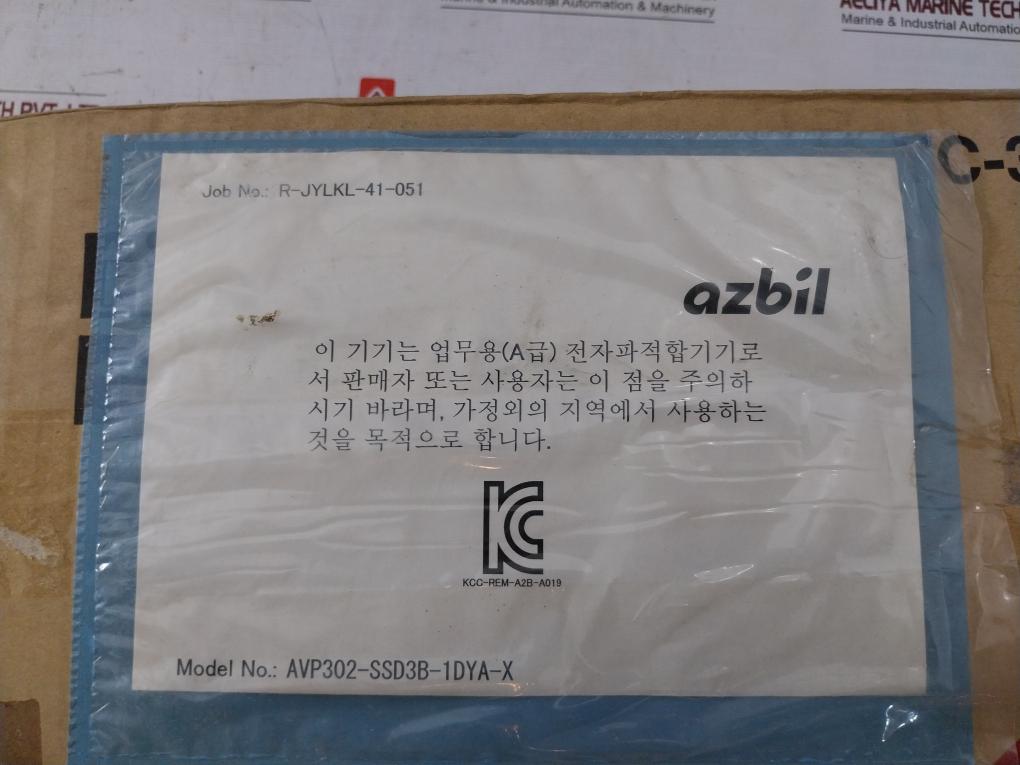 Marine & Industrial Automation & Machinery
AELIYA MARINE TECH
Marine & Industrial Automatio
Job No.: R-JYLKL-41-051
azbil
이 기기는 업무용(A급) 전자파적합기기로
서 판매자 또는 사용자는 이 점을 주의하
시기 바라며, 가정외의 지역에서 사용하는
것을 목적으로 합니다.
KC
KCC-REM-A2B-A019
Model No.: AVP302-SSD3B-1DYA-X